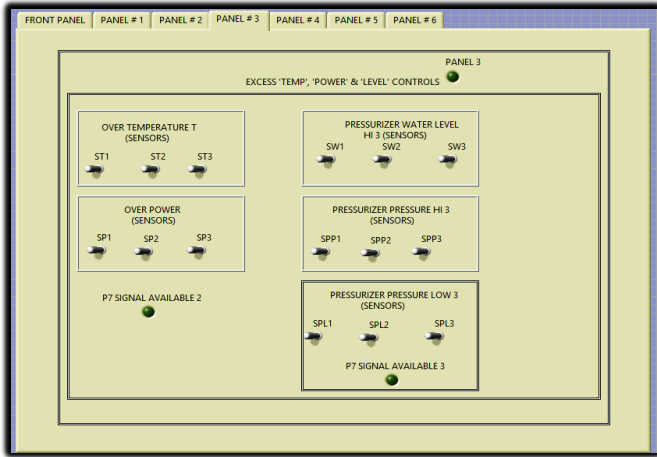 FRONT PANEL PANEL # 1 PANEL # 2 PANEL # 3 PANEL # 4 PANEL # 5 PANEL # 6
PANEL 3
EXCESS 'TEMP', 'POWER' & 'LEVEL' CONTROLS
OVER TEMPERATURE T
(SENSORS)
ST1 ST2 ST3
PRESSURIZER WATER LEVEL
HI 3 (SENSORS)
SW1 SW2 SW3
OVER POWER
(SENSORS)
SP1 SP2 SP3
PRESSURIZER PRESSURE HI 3
(SENSORS)
SPP1 SPP2 SPP3
P7 SIGNAL AVAILABLE 2
PRESSURIZER PRESSURE LOW 3
(SENSORS)
SPL1 SPL2 SPL3
P7 SIGNAL AVAILABLE 3